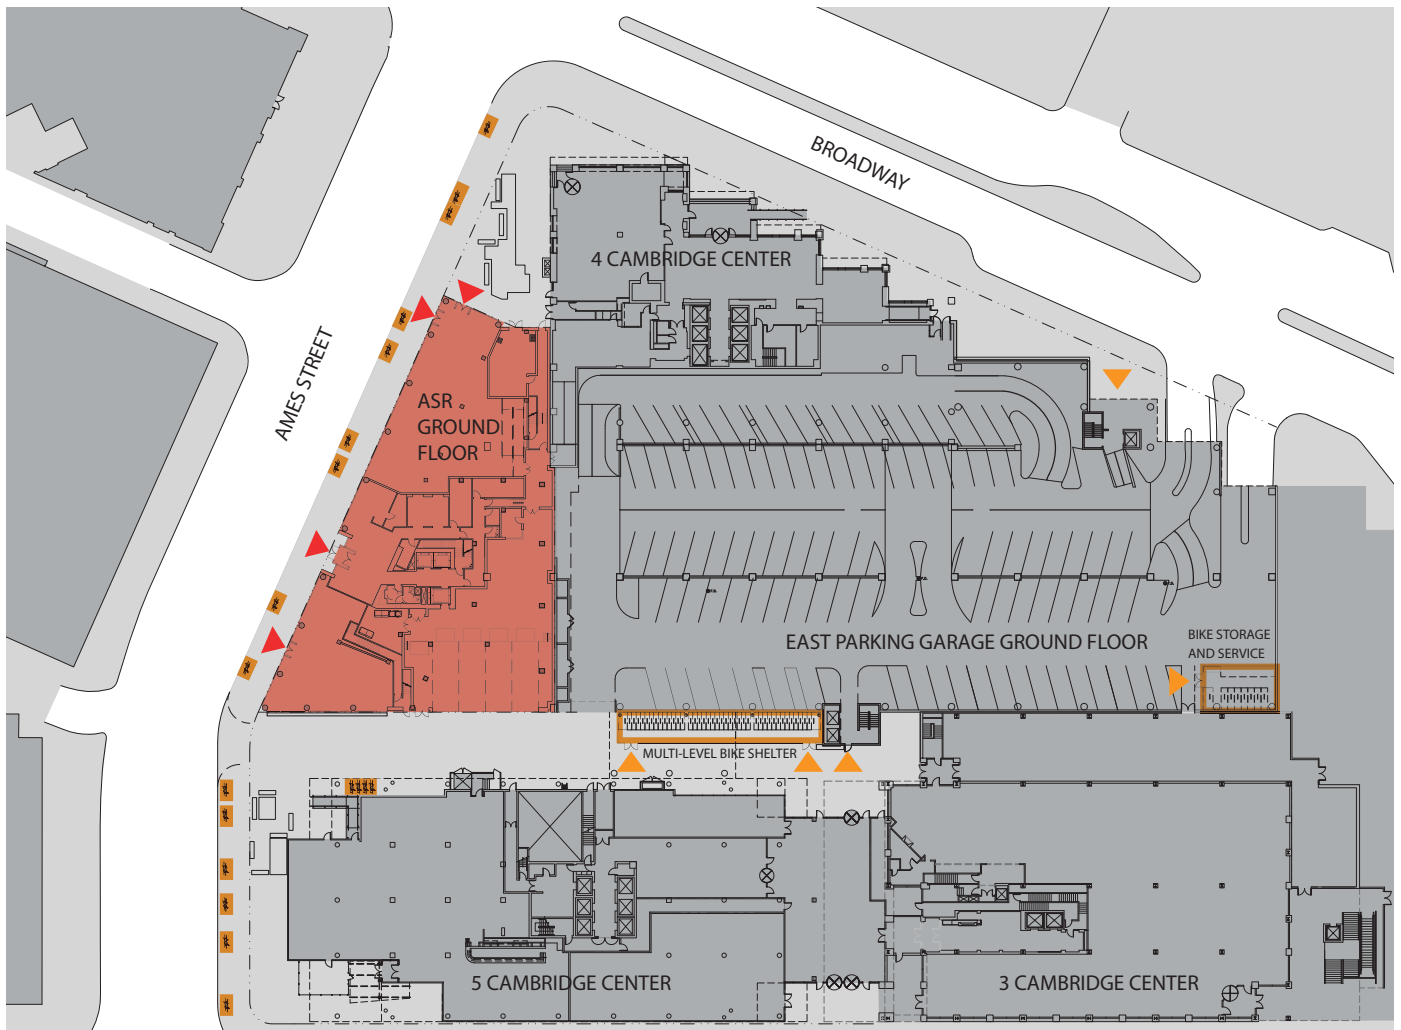 BROADWAY
4 CAMBRIDGE CENTER
AMES STREET
ASR
GROUND
FLOOR
EAST PARKING GARAGE GROUND FLOOR
BIKE STORAGE
AND SERVICE
MULTI-LEVEL BIKE SHELTER
5 CAMBRIDGE CENTER
3 CAMBRIDGE CENTER